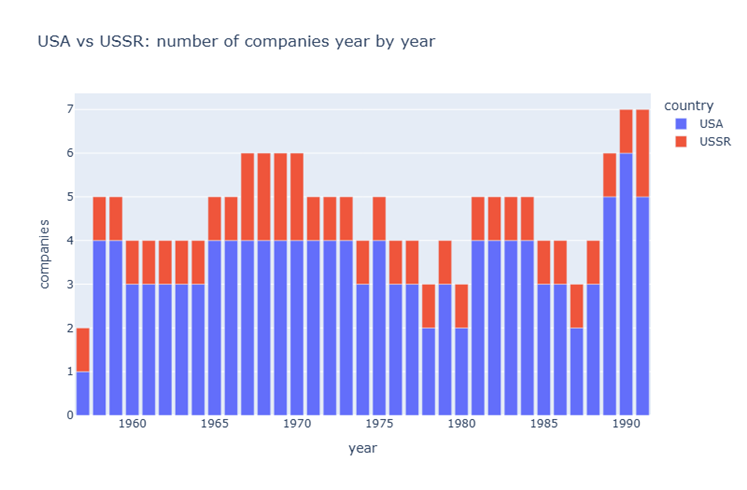 USA vs USSR: number of companies year by year
country
USA
USSR
7
6
5
4
3
2
1
0
companies
1960 1965 1970 1975 1980 1985 1990
year